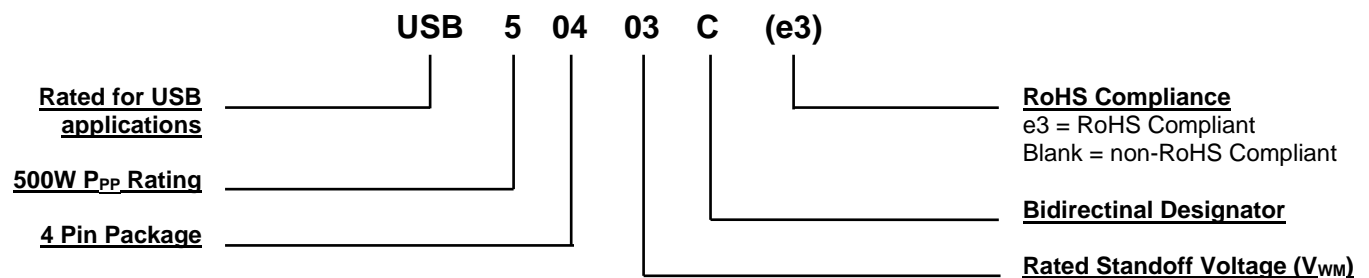 USB 5 04 03 C (e3)
Rated for USB
applications
500W PPP Rating
4 Pin Package
RoHS Compliance
e3 = RoHS Compliant
Blank = non-RoHS Compliant
Bidirectinal Designator
Rated Standoff Voltage (VWM)